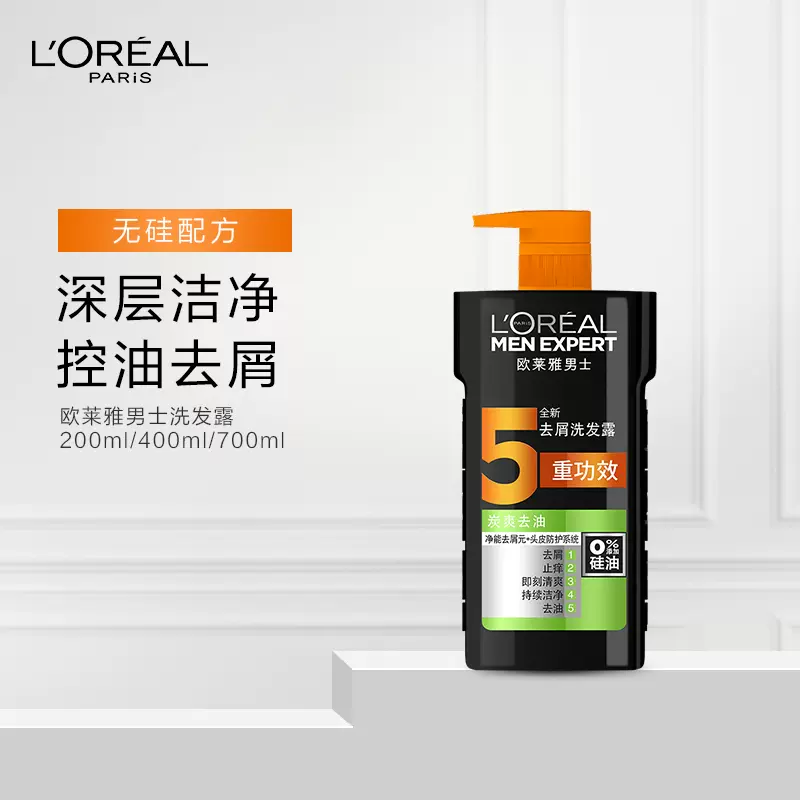 L'ORÉAL
PARiS
无硅配方
深层洁净
控油去屑
欧莱雅男士洗发露
200ml/400ml/700ml
L'ORÉAL
PARIS
MEN EXPERT
欧莱雅男士
5
全新
去屑洗发露
重功效
炭爽去油
净能去屑元+头皮防护系统
去屑 1
止痒 2
即刻清爽 3
持续洁净 4
去油 5
0%
添加
硅油